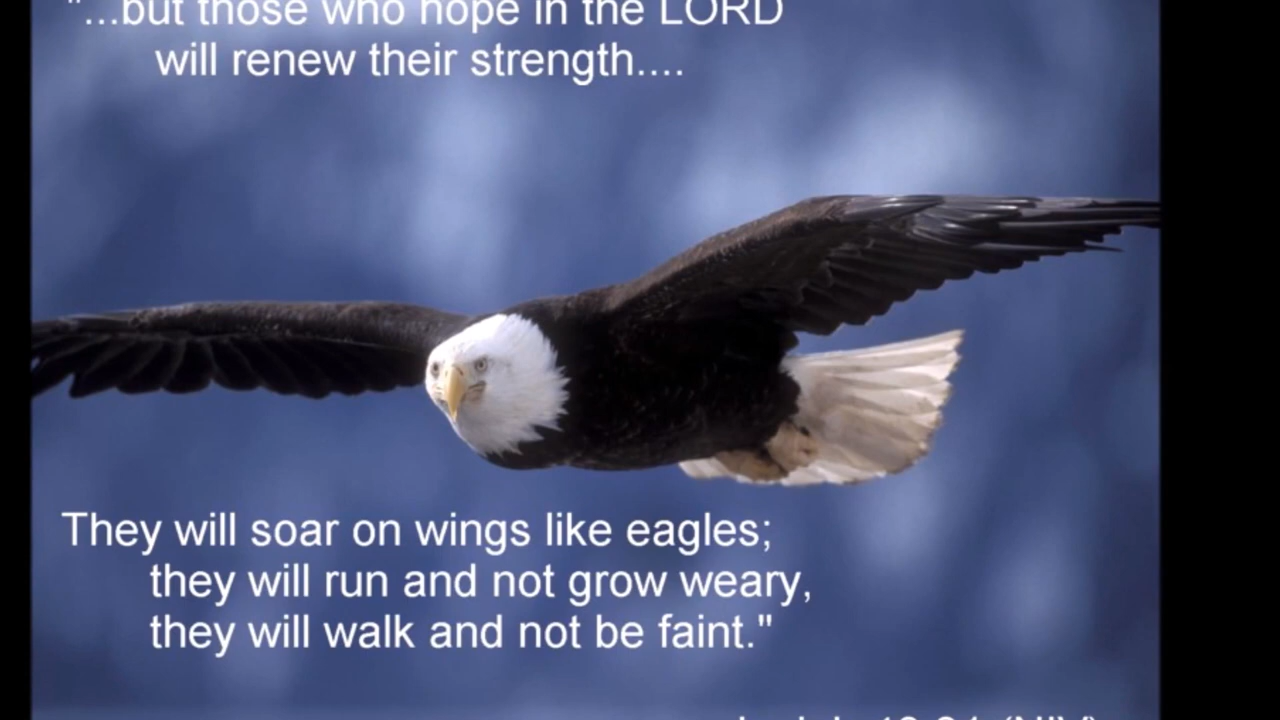 "...but those who hope in the LORD
will renew their strength....
They will soar on wings like eagles;
they will run and not grow weary,
they will walk and not be faint."